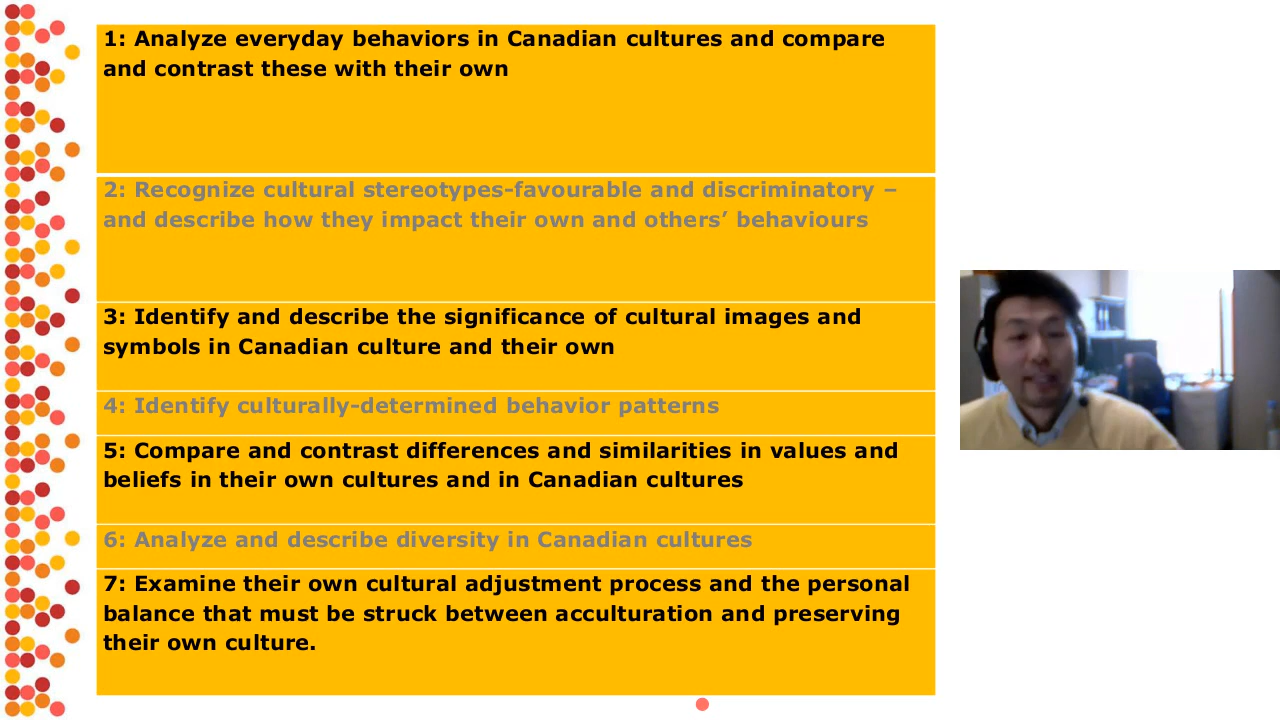 1: Analyze everyday behaviors in Canadian cultures and compare
and contrast these with their own
2: Recognize cultural stereotypes-favourable and discriminatory –
and describe how they impact their own and others’ behaviours
3: Identify and describe the significance of cultural images and
symbols in Canadian culture and their own
4: Identify culturally-determined behavior patterns
5: Compare and contrast differences and similarities in values and
beliefs in their own cultures and in Canadian cultures
6: Analyze and describe diversity in Canadian cultures
7: Examine their own cultural adjustment process and the personal
balance that must be struck between acculturation and preserving
their own culture.